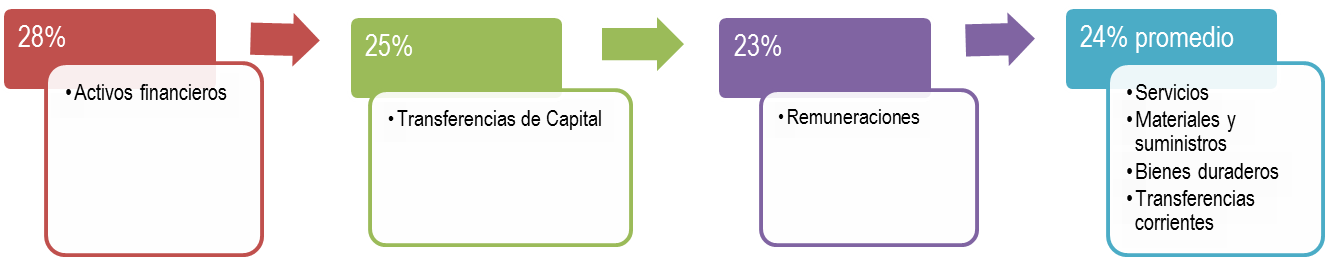 28%
•Activos financieros
25%
•Transferencias de Capital
23%
•Remuneraciones
24% promedio
•Servicios
•Materiales y
suministros
•Bienes duraderos
•Transferencias
corrientes